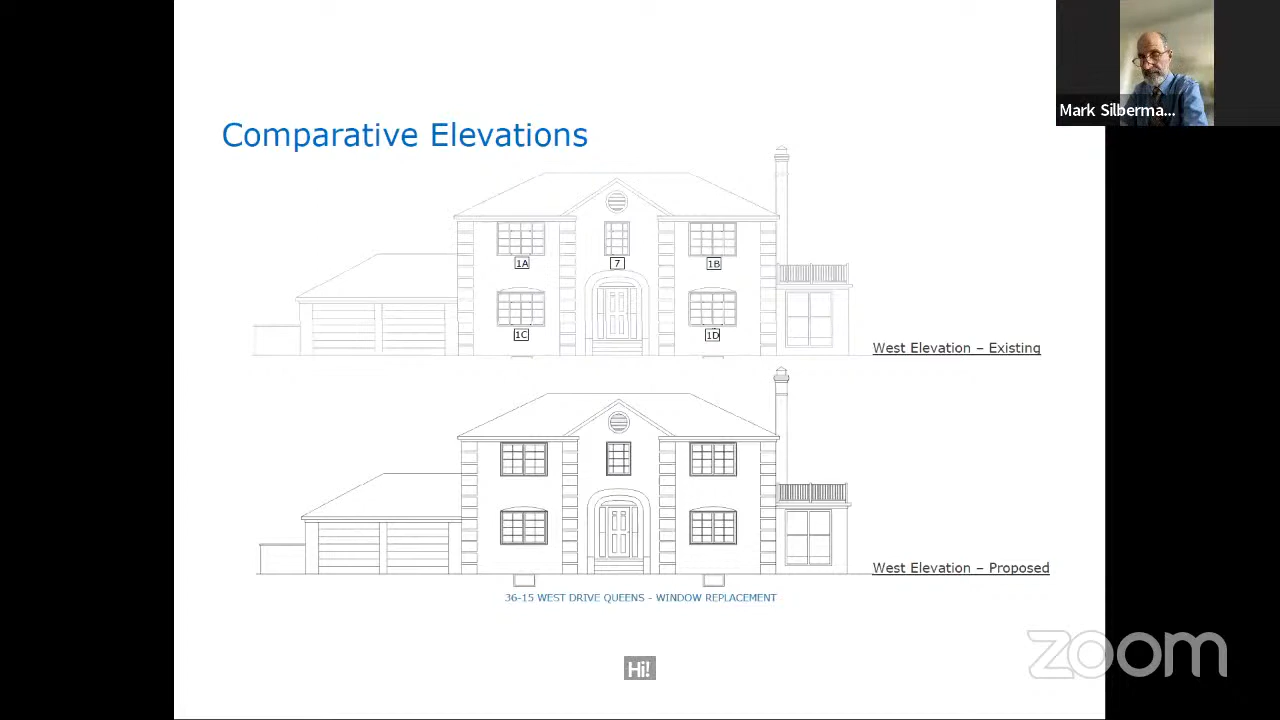 Mark Silberma...
Comparative Elevations
1A
7
1B
1C
1D
West Elevation – Existing
West Elevation – Proposed
36-15 WEST DRIVE QUEENS - WINDOW REPLACEMENT
zoom
Hi!